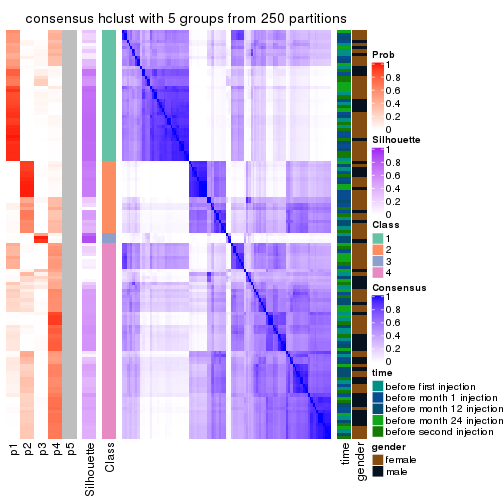 consensus hclust with 5 groups from 250 partitions
Prob
1
0.8
0.6
0.4
0.2
0
Silhouette
1
0.8
0.6
0.4
0.2
0
Class
1
2
3
4
Consensus
1
0.8
0.6
0.4
0.2
0
time
before first injection
before month 1 injection
before month 12 injection
before month 24 injection
before second injection
gender
female
male
p1
p2
p3
p4
p5
Silhouette
Class
time
gender